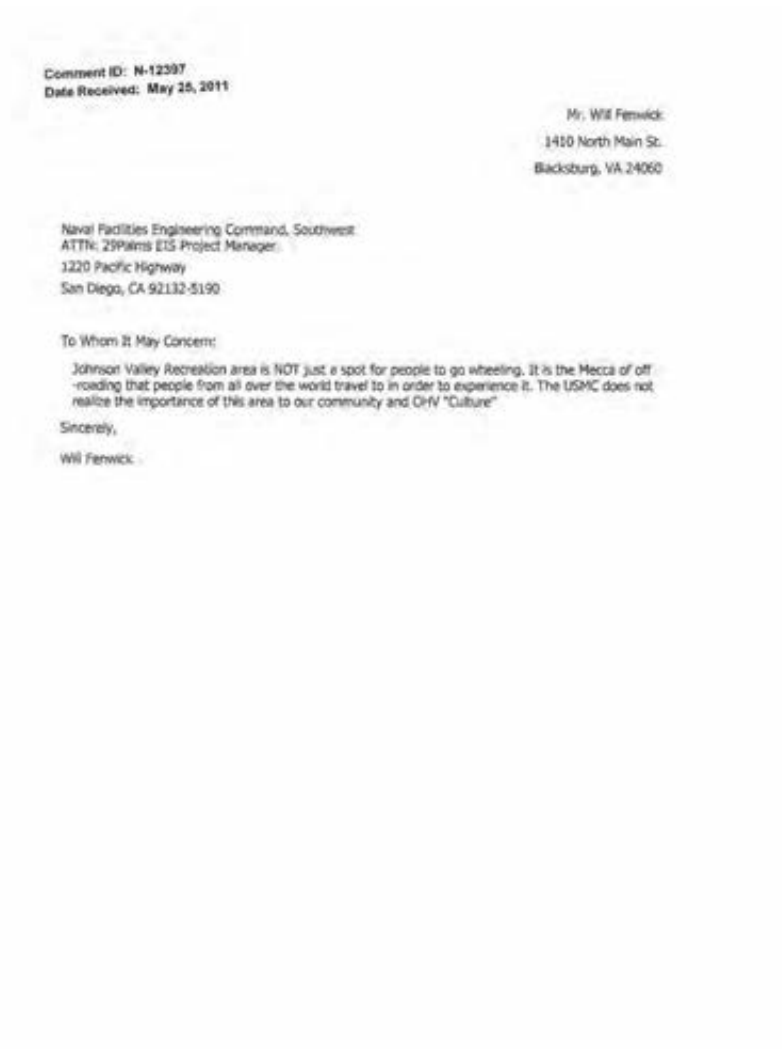 Comment ID: N-12397
Date Received: May 25, 2011
Mr. Will Fenwick
1410 North Main St.
Blacksburg, VA 24060
Naval Facilities Engineering Command, Southwest
ATTN: 29Palms EIS Project Manager
1220 Pacific Highway
San Diego, CA 92132-5190
To Whom It May Concern:
Johnson Valley Recreation area is NOT just a spot for people to go wheeling. It is the Mecca of off
-roading that people from all over the world travel to in order to experience it. The USMC does not
realize the importance of this area to our community and OHV "Culture"
Sincerely,
Will Fenwick